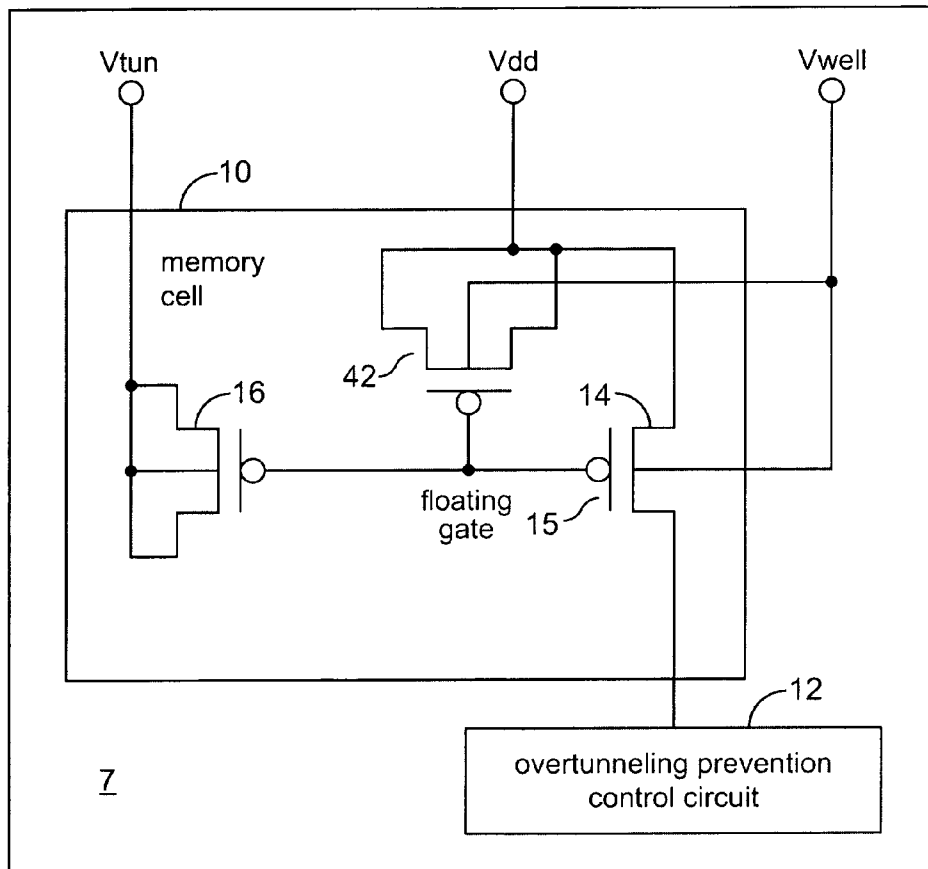 Vtun
Vdd
Vwell
10
memory
cell
42
16
14
floating
gate
15
12
7
overtunneling prevention
control circuit